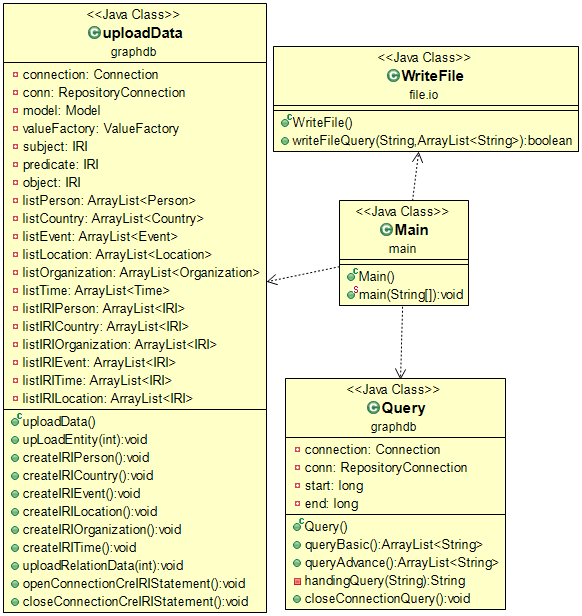 <<Java Class>>
uploadData
graphdb
connection: Connection
conn: RepositoryConnection
model: Model
valueFactory: ValueFactory
subject: IRI
predicate: IRI
object: IRI
listPerson: ArrayList<Person>
listCountry: ArrayList<Country>
listEvent: ArrayList<Event>
listLocation: ArrayList<Location>
listOrganization: ArrayList<Organization>
listTime: ArrayList<Time>
listIRIPerson: ArrayList<IRI>
listIRICountry: ArrayList<IRI>
listIRIOrganization: ArrayList<IRI>
listIRIEvent: ArrayList<IRI>
listIRITime: ArrayList<IRI>
listIRILocation: ArrayList<IRI>
uploadData()
upLoadEntity(int):void
createIRIPerson():void
createIRICountry():void
createIRIEvent():void
createIRILocation():void
createIRIOrganization():void
createIRITime():void
uploadRelationData(int):void
openConnectionCreIRIStatement():void
closeConnectionCreIRIStatement():void
<<Java Class>>
WriteFile
file.io
WriteFile()
writeFileQuery(String,ArrayList<String>):boolean
<<Java Class>>
Main
main
Main()
main(String[]):void
<<Java Class>>
Query
graphdb
connection: Connection
conn: RepositoryConnection
start: long
end: long
Query()
queryBasic():ArrayList<String>
queryAdvance():ArrayList<String>
handingQuery(String):String
closeConnectionQuery():void